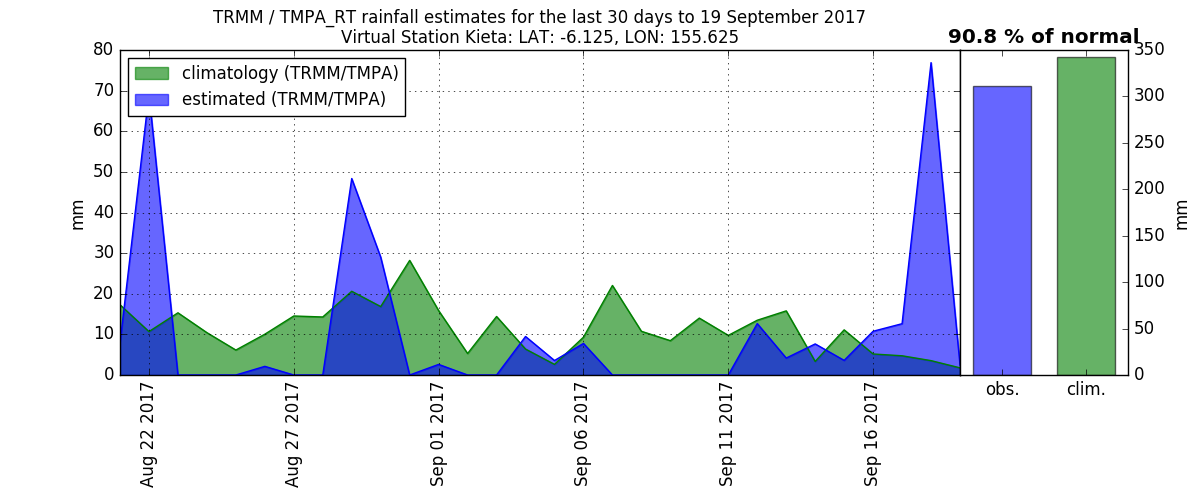 TRMM / TMPA_RT rainfall estimates for the last 30 days to 19 September 2017
Virtual Station Kieta: LAT: -6.125, LON: 155.625
90.8 % of normal
climatology (TRMM/TMPA)
estimated (TRMM/TMPA)
mm
80
70
60
50
40
30
20
10
0
Aug 22 2017
Aug 27 2017
Sep 01 2017
Sep 06 2017
Sep 11 2017
Sep 16 2017
obs.
clim.
350
300
250
200
150
100
50
0
mm